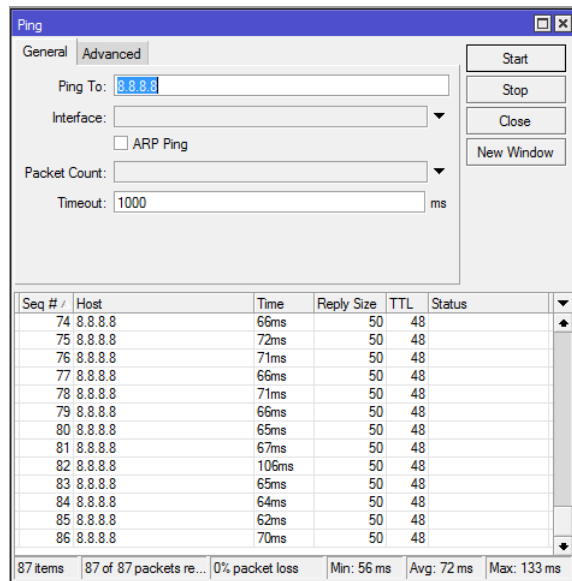 Ping
General Advanced
Start
Ping To: 8.8.8.8
Stop
Interface:
Close
ARP Ping
New Window
Packet Count:
Timeout: 1000 ms
Seq # Host Time Reply Size TTL Status
74 8.8.8.8 66ms 50 48
75 8.8.8.8 72ms 50 48
76 8.8.8.8 71ms 50 48
77 8.8.8.8 66ms 50 48
78 8.8.8.8 71ms 50 48
79 8.8.8.8 66ms 50 48
80 8.8.8.8 65ms 50 48
81 8.8.8.8 67ms 50 48
82 8.8.8.8 106ms 50 48
83 8.8.8.8 65ms 50 48
84 8.8.8.8 64ms 50 48
85 8.8.8.8 62ms 50 48
86 8.8.8.8 70ms 50 48
87 items 87 of 87 packets re... 0% packet loss Min: 56 ms Avg: 72 ms Max: 133 ms